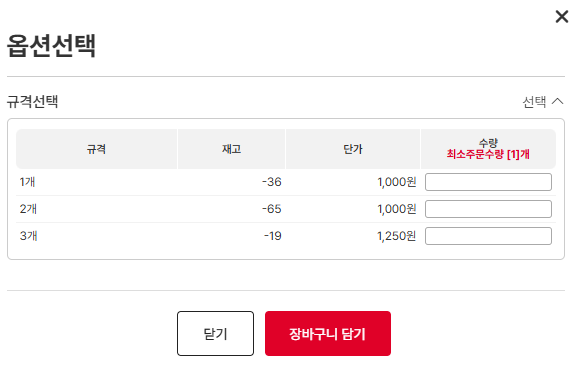 옵션선택
규격선택 선택
규격 재고 단가 수량
최소주문수량 [1]개
1개 -36 1,000원
2개 -65 1,000원
3개 -19 1,250원
닫기 장바구니 담기